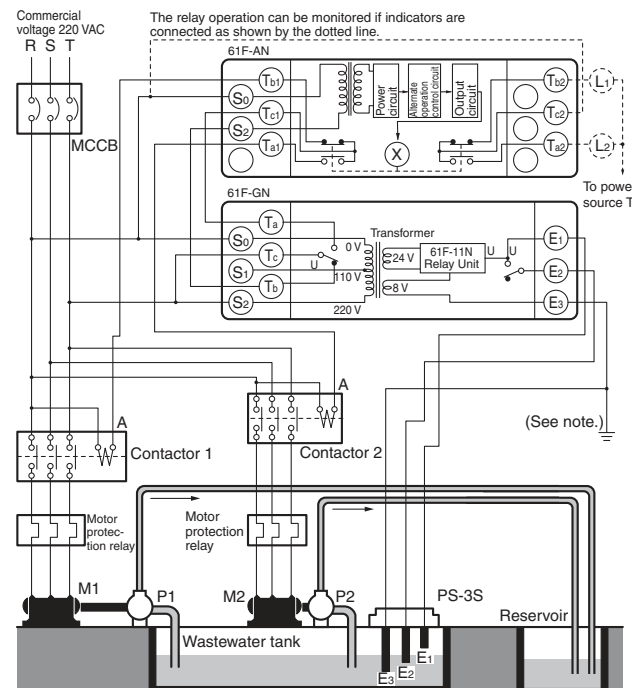 Commercial
voltage 220 VAC
R S T
The relay operation can be monitored if indicators are
connected as shown by the dotted line.
61F-AN
MCCB
Tb1
S0
Tc1
S2
Ta1
Power
circuit
Alternate
operation
control circuit
Output
circuit
X
Tb2
Tc2
Ta2
L1
L2
To power
source T
61F-GN
Ta
S0
Tc
S1
Tb
S2
U
0 V
110 V
220 V
Transformer
24 V
8 V
61F-11N
Relay Unit
U U
E1
E2
E3
(See note.)
A
Contactor 1
A
Contactor 2
Motor
protec-
tion relay
Motor
protection
relay
M1
P1
M2
P2
PS-3S
Reservoir
Wastewater tank
E3 E2 E1